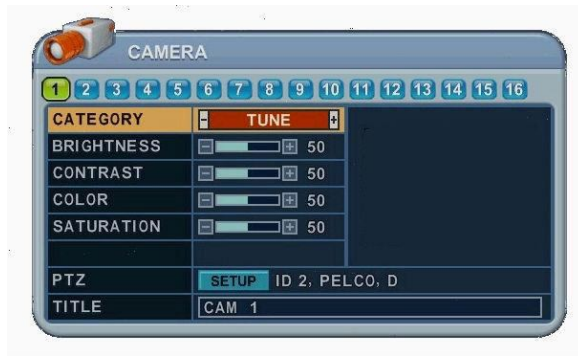 CAMERA
1 2 3 4 5 6 7 8 9 10 11 12 13 14 15 16
CATEGORY - TUNE +
BRIGHTNESS - + 50
CONTRAST - + 50
COLOR - + 50
SATURATION - + 50
PTZ SETUP ID 2, PELCO, D
TITLE CAM 1